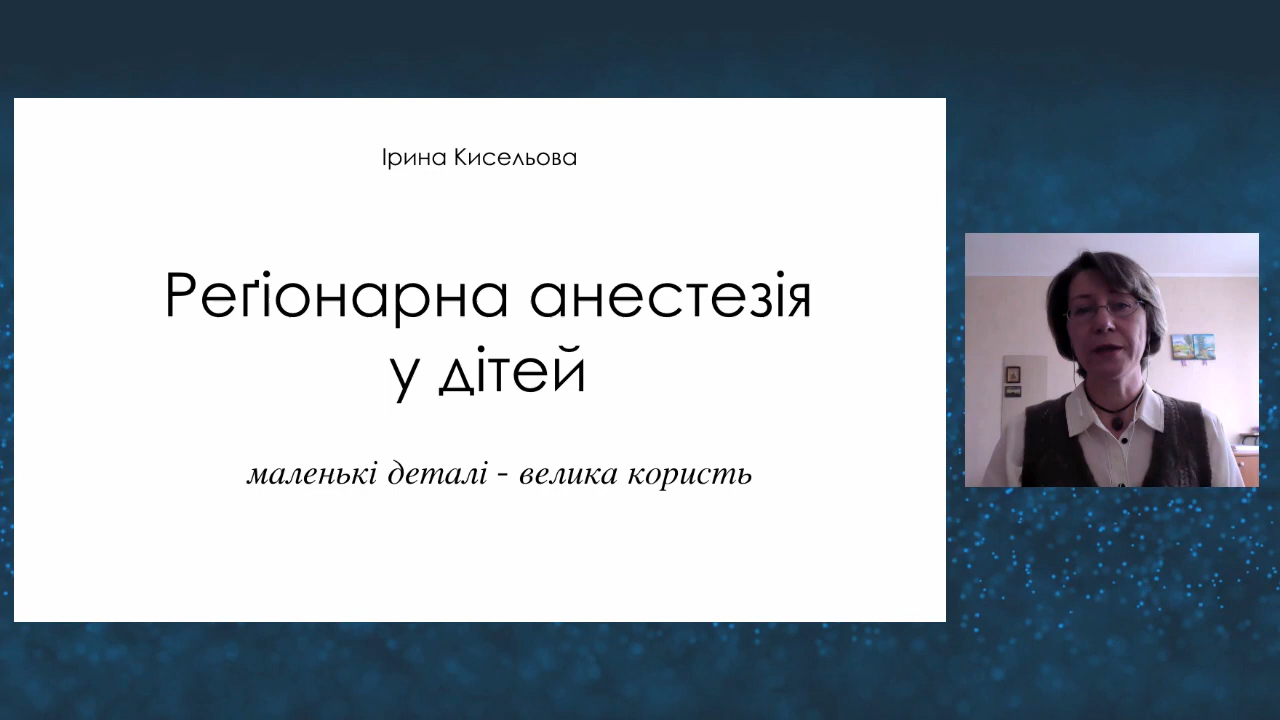 Ірина Кисельова
Реґіонарна анестезія
у дітей
маленькі деталі - велика користь